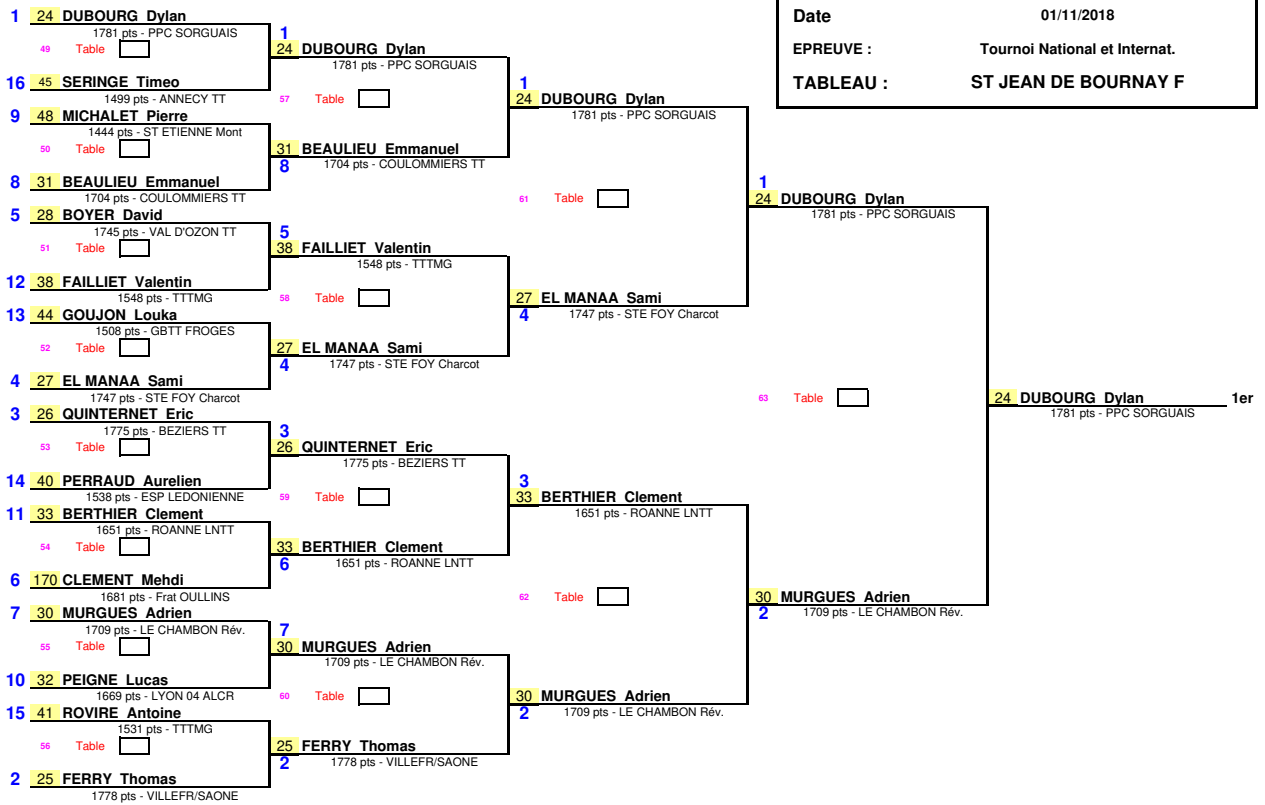 Date 01/11/2018
EPREUVE : Tournoi National et Internat.
TABLEAU : ST JEAN DE BOURNAY F
1 24 DUBOURG Dylan
1781 pts - PPC SORGUAIS
49 Table
16 45 SERINGE Timeo
1499 pts - ANNECY TT
9 48 MICHALET Pierre
1444 pts - ST ETIENNE Mont
50 Table
8 31 BEAULIEU Emmanuel
1704 pts - COULOMMIERS TT
5 28 BOYER David
1745 pts - VAL D'OZON TT
51 Table
12 38 FAILLIET Valentin
1548 pts - TTTMG
13 44 GOUJON Louka
1508 pts - GBTT FROGES
52 Table
4 27 EL MANAA Sami
1747 pts - STE FOY Charcot
3 26 QUINTERNET Eric
1775 pts - BEZIERS TT
53 Table
14 40 PERRAUD Aurelien
1538 pts - ESP LEDONIENNE
11 33 BERTHIER Clement
1651 pts - ROANNE LNTT
54 Table
6 170 CLEMENT Mehdi
1681 pts - Frat OULLINS
7 30 MURGUES Adrien
1709 pts - LE CHAMBON Rév.
55 Table
10 32 PEIGNE Lucas
1669 pts - LYON 04 ALCR
15 41 ROVIRE Antoine
1531 pts - TTTMG
56 Table
2 25 FERRY Thomas
1778 pts - VILLEFR/SAONE
1
24 DUBOURG Dylan
1781 pts - PPC SORGUAIS
57 Table
31 BEAULIEU Emmanuel
8 1704 pts - COULOMMIERS TT
5
38 FAILLIET Valentin
1548 pts - TTTMG
58 Table
27 EL MANAA Sami
4 1747 pts - STE FOY Charcot
3
26 QUINTERNET Eric
1775 pts - BEZIERS TT
59 Table
33 BERTHIER Clement
6 1651 pts - ROANNE LNTT
7
30 MURGUES Adrien
1709 pts - LE CHAMBON Rév.
60 Table
25 FERRY Thomas
2 1778 pts - VILLEFR/SAONE
1
24 DUBOURG Dylan
1781 pts - PPC SORGUAIS
61 Table
27 EL MANAA Sami
4 1747 pts - STE FOY Charcot
3
33 BERTHIER Clement
1651 pts - ROANNE LNTT
62 Table
30 MURGUES Adrien
2 1709 pts - LE CHAMBON Rév.
1
24 DUBOURG Dylan
1781 pts - PPC SORGUAIS
63 Table
30 MURGUES Adrien
2 1709 pts - LE CHAMBON Rév.
24 DUBOURG Dylan 1er
1781 pts - PPC SORGUAIS